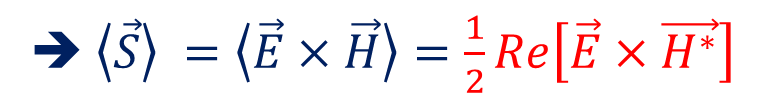 ➔ ⟨S⃗⟩ = ⟨E⃗ × H⃗⟩ = ½ Re[E⃗ × H*⃗]